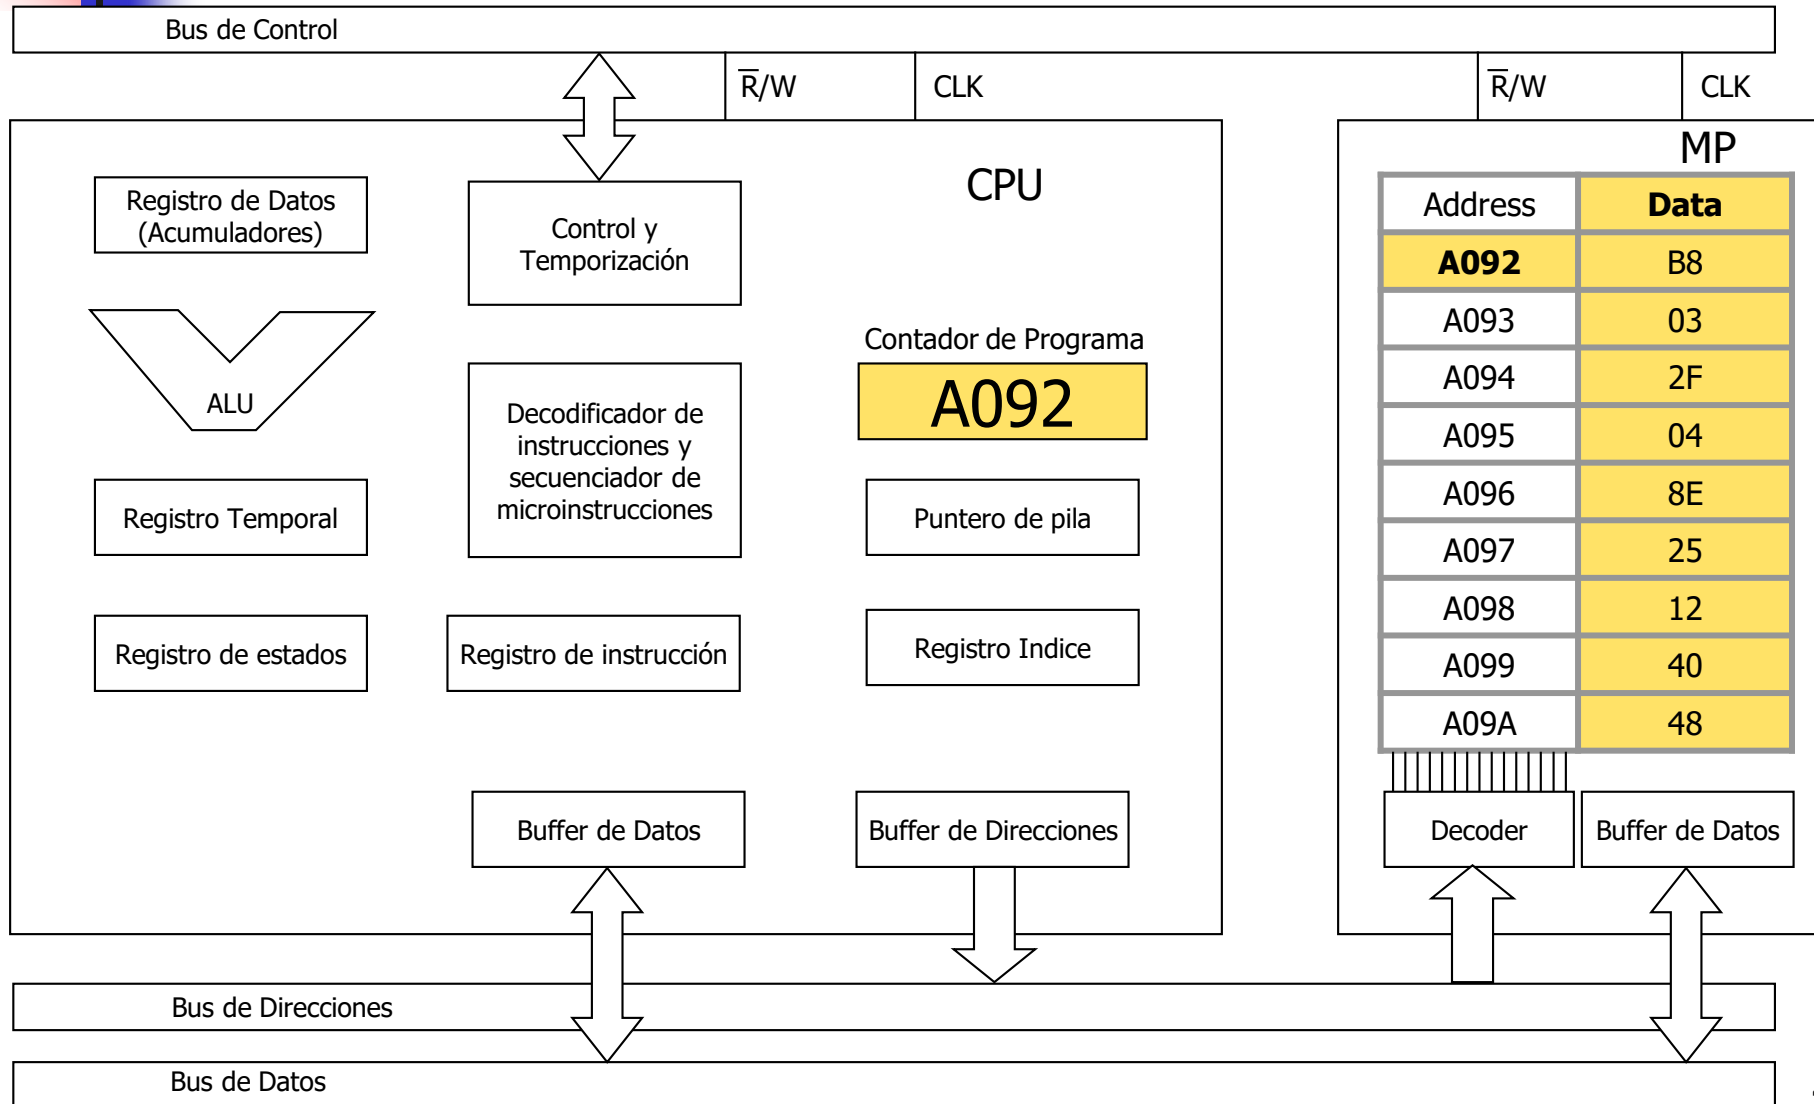 Bus de Control
R̅/W
CLK
R̅/W
CLK
CPU
Registro de Datos
(Acumuladores)
Control y
Temporización
ALU
Decodificador de
instrucciones y
secuenciador de
microinstrucciones
Contador de Programa
A092
Registro Temporal
Puntero de pila
Registro de estados
Registro de instrucción
Registro Indice
Buffer de Datos
Buffer de Direcciones
MP
Address Data
A092 B8
A093 03
A094 2F
A095 04
A096 8E
A097 25
A098 12
A099 40
A09A 48
Decoder
Buffer de Datos
Bus de Direcciones
Bus de Datos